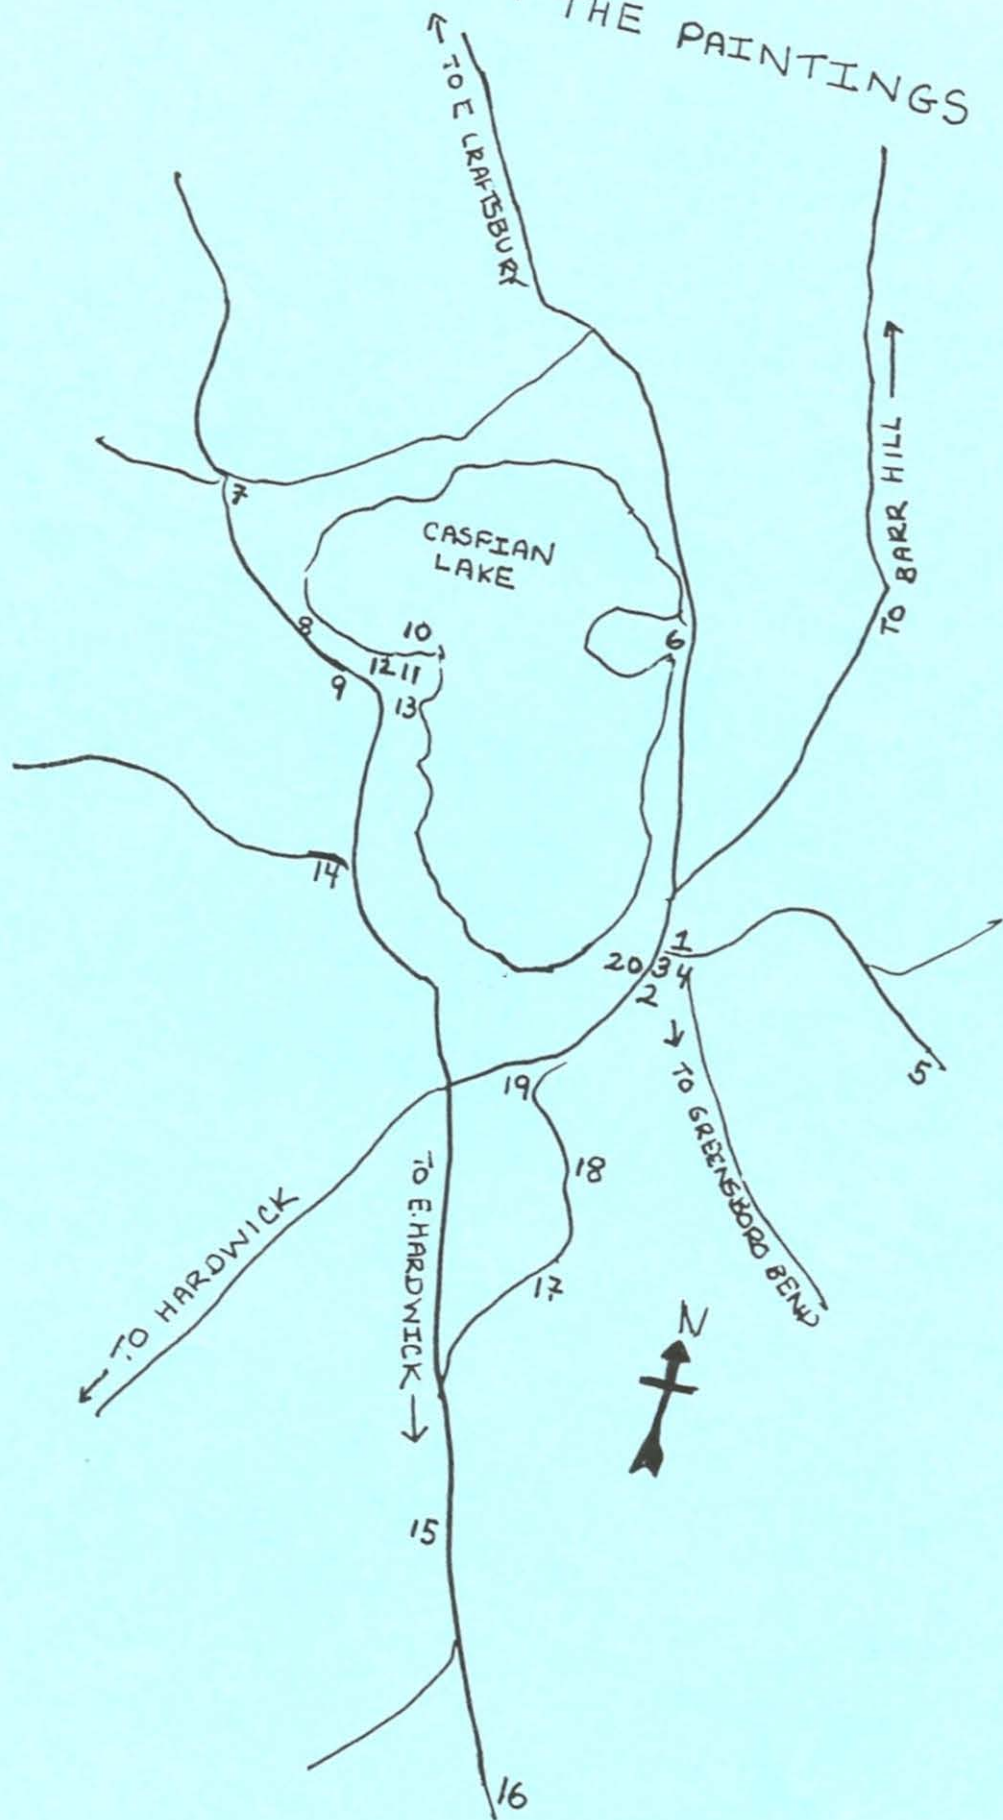 THE PAINTINGS
TO E CRAFTSBURY
TO BARR HILL
7
CASPIAN
LAKE
8
10
6
12 11
9
13
14
1
20 3 4
2
5
19
TO GREENSBORO BEND
18
TO E. HARDWICK
TO HARDWICK
17
N
15
16